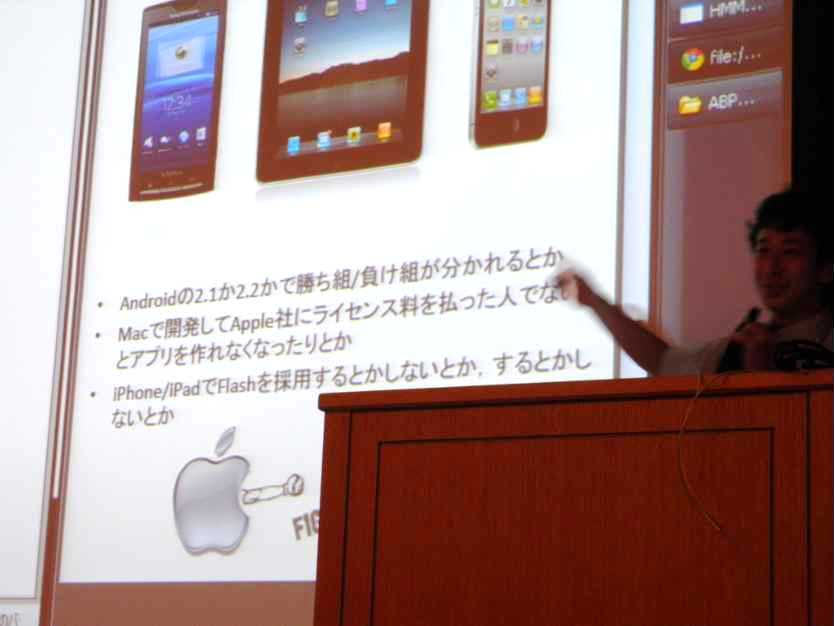 HMM...
file:/...
ABP...
12:34
• Androidの2.1か2.2かで勝ち組/負け組が分かれるとか
• Macで開発してApple社にライセンス料を払った人でない
とアプリを作れなくなったりとか
• iPhone/iPadでFlashを採用するとかしないとか，するとかし
ないとか
FIG